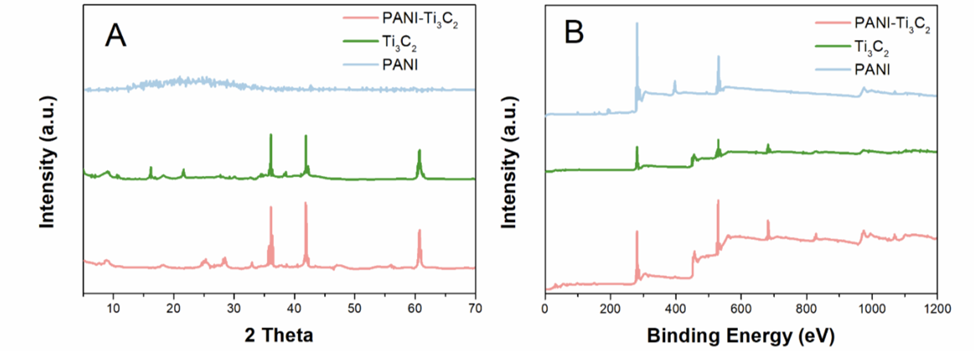 A
PANI-Ti₃C₂
Ti₃C₂
PANI
Intensity (a.u.)
10 20 30 40 50 60 70
2 Theta
B
PANI-Ti₃C₂
Ti₃C₂
PANI
Intensity (a.u.)
0 200 400 600 800 1000 1200
Binding Energy (eV)